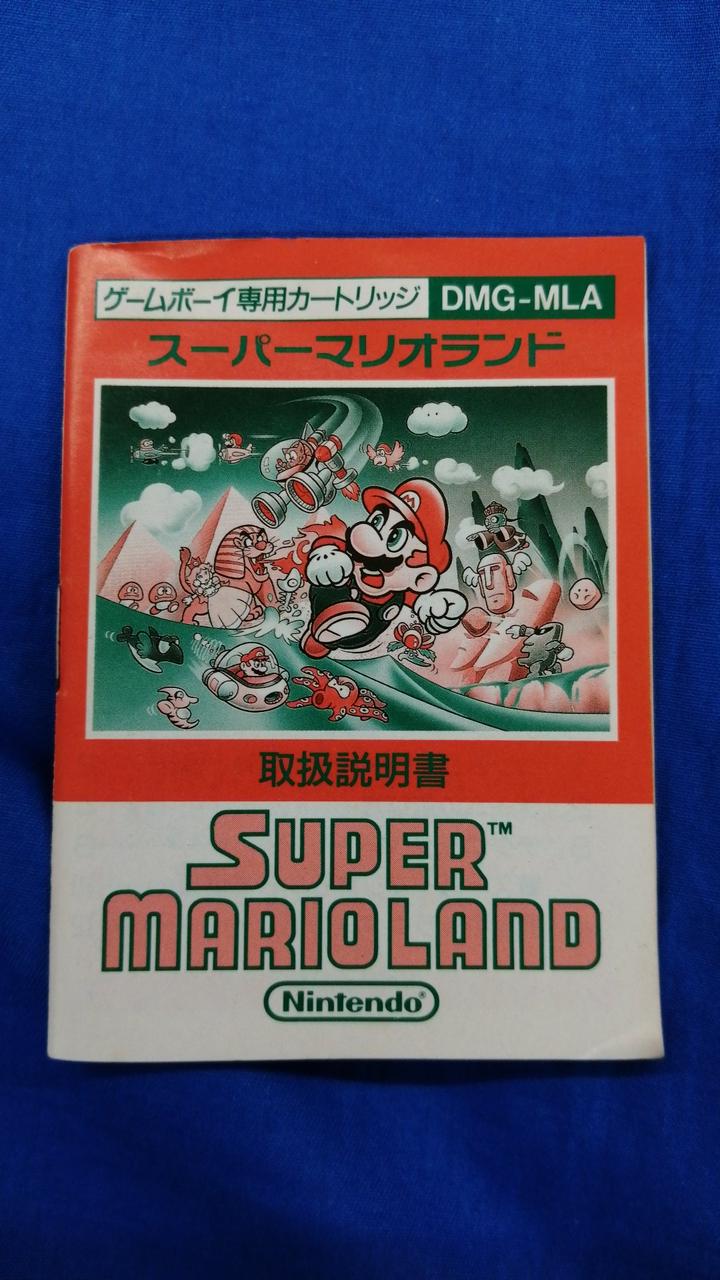 ゲームボーイ専用カートリッジ DMG-MLA
スーパーマリオランド
取扱説明書
SUPER™
MARIOLAND
Nintendo®